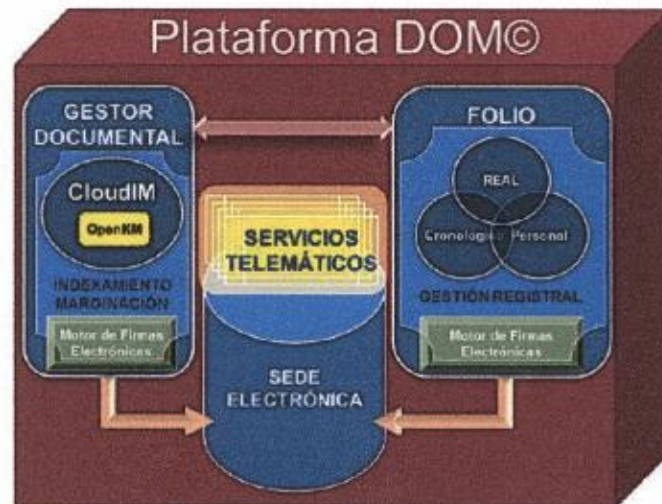 Plataforma DOM©
GESTOR
DOCUMENTAL
CloudIM
OpenKM
INDEXAMIENTO
MARGINACIÓN
Motor de Firmas
Electrónicas
SERVICIOS
TELEMÁTICOS
SEDE
ELECTRÓNICA
FOLIO
REAL
Cronológico Personal
GESTIÓN REGISTRAL
Motor de Firmas
Electrónicas